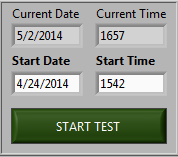 Current Date Current Time
5/2/2014 1657
Start Date Start Time
4/24/2014 1542
START TEST